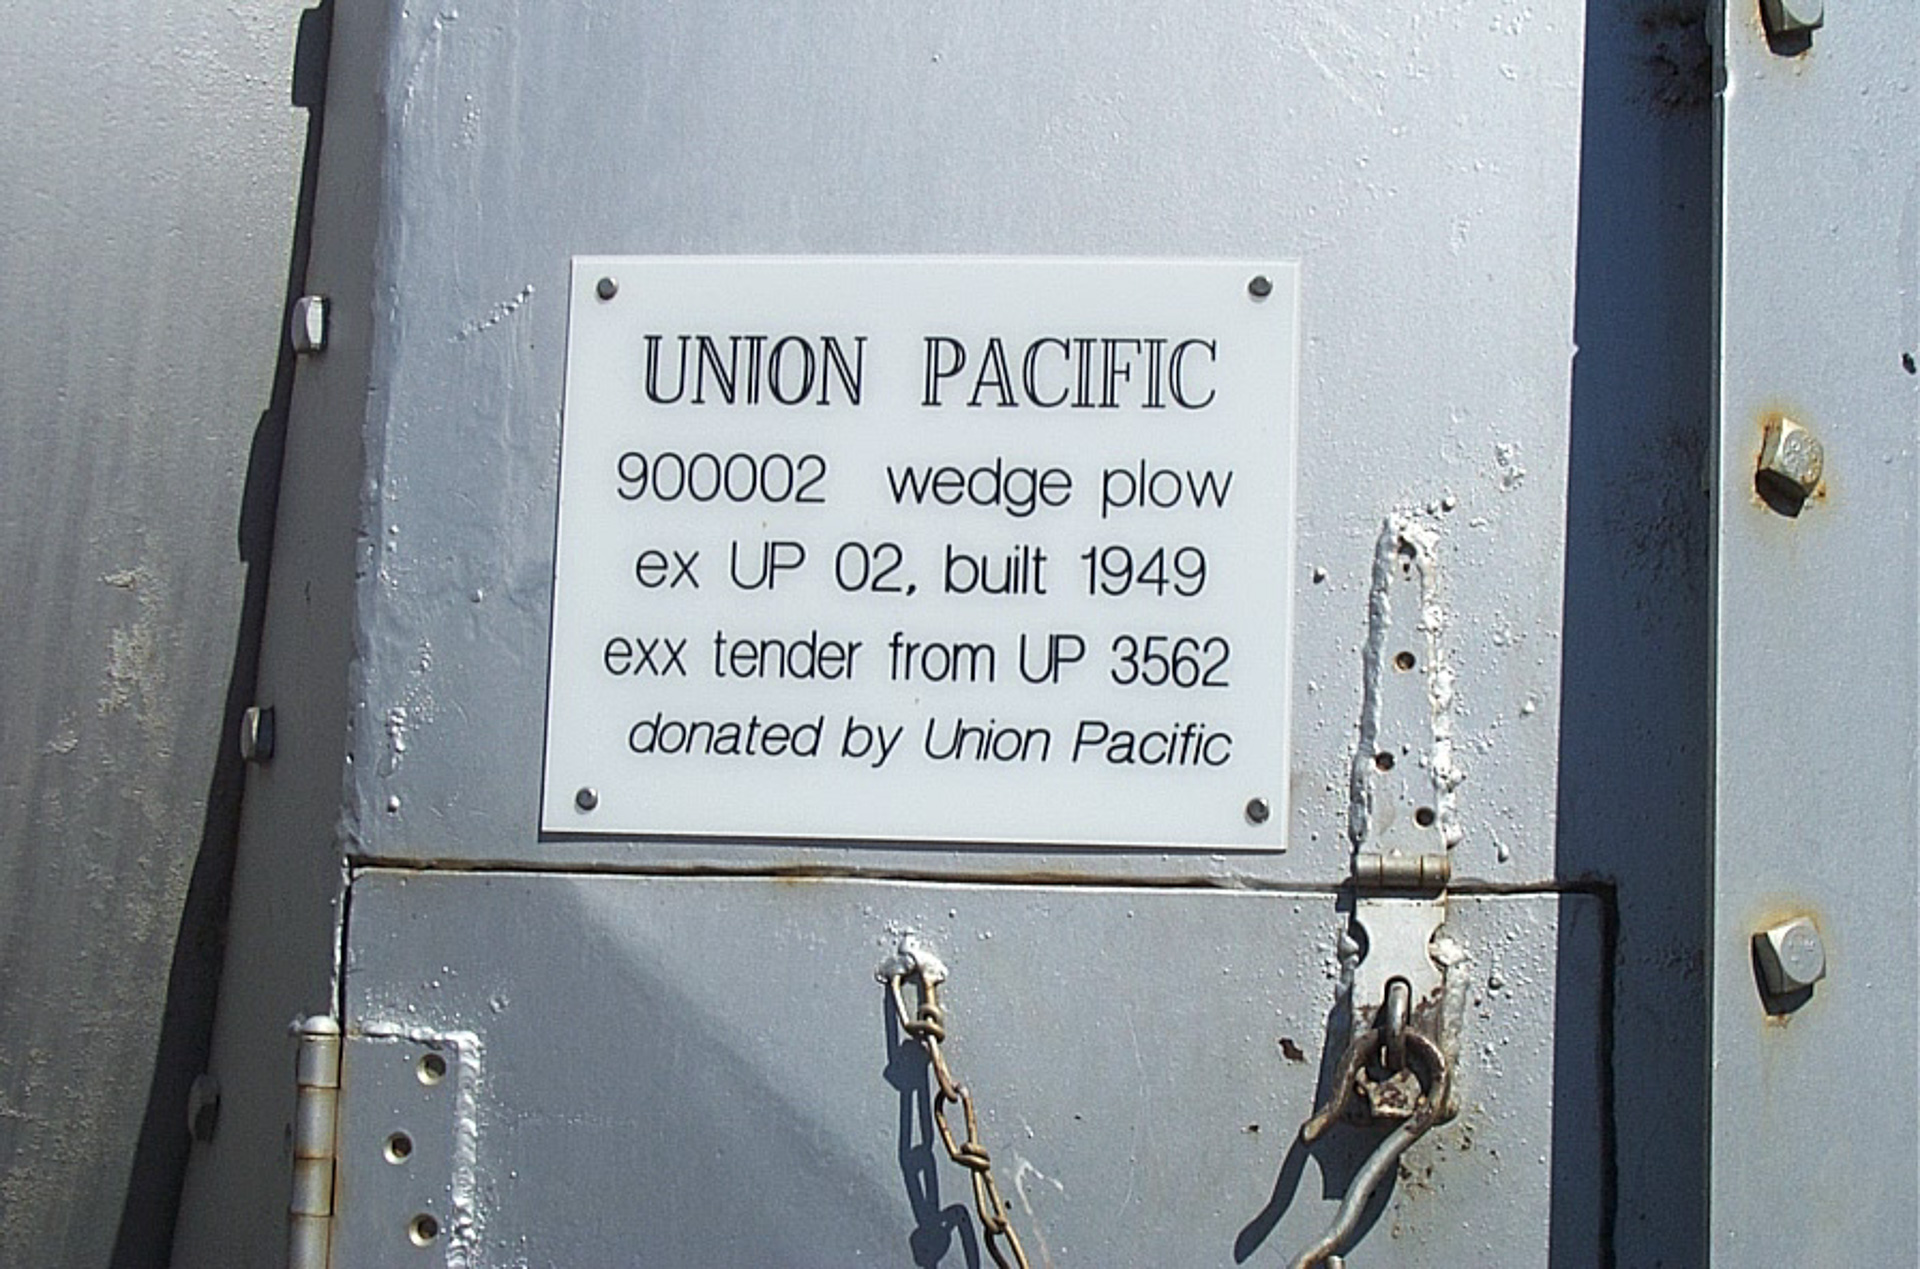 UNION PACIFIC
900002 wedge plow
ex UP 02, built 1949
exx tender from UP 3562
donated by Union Pacific